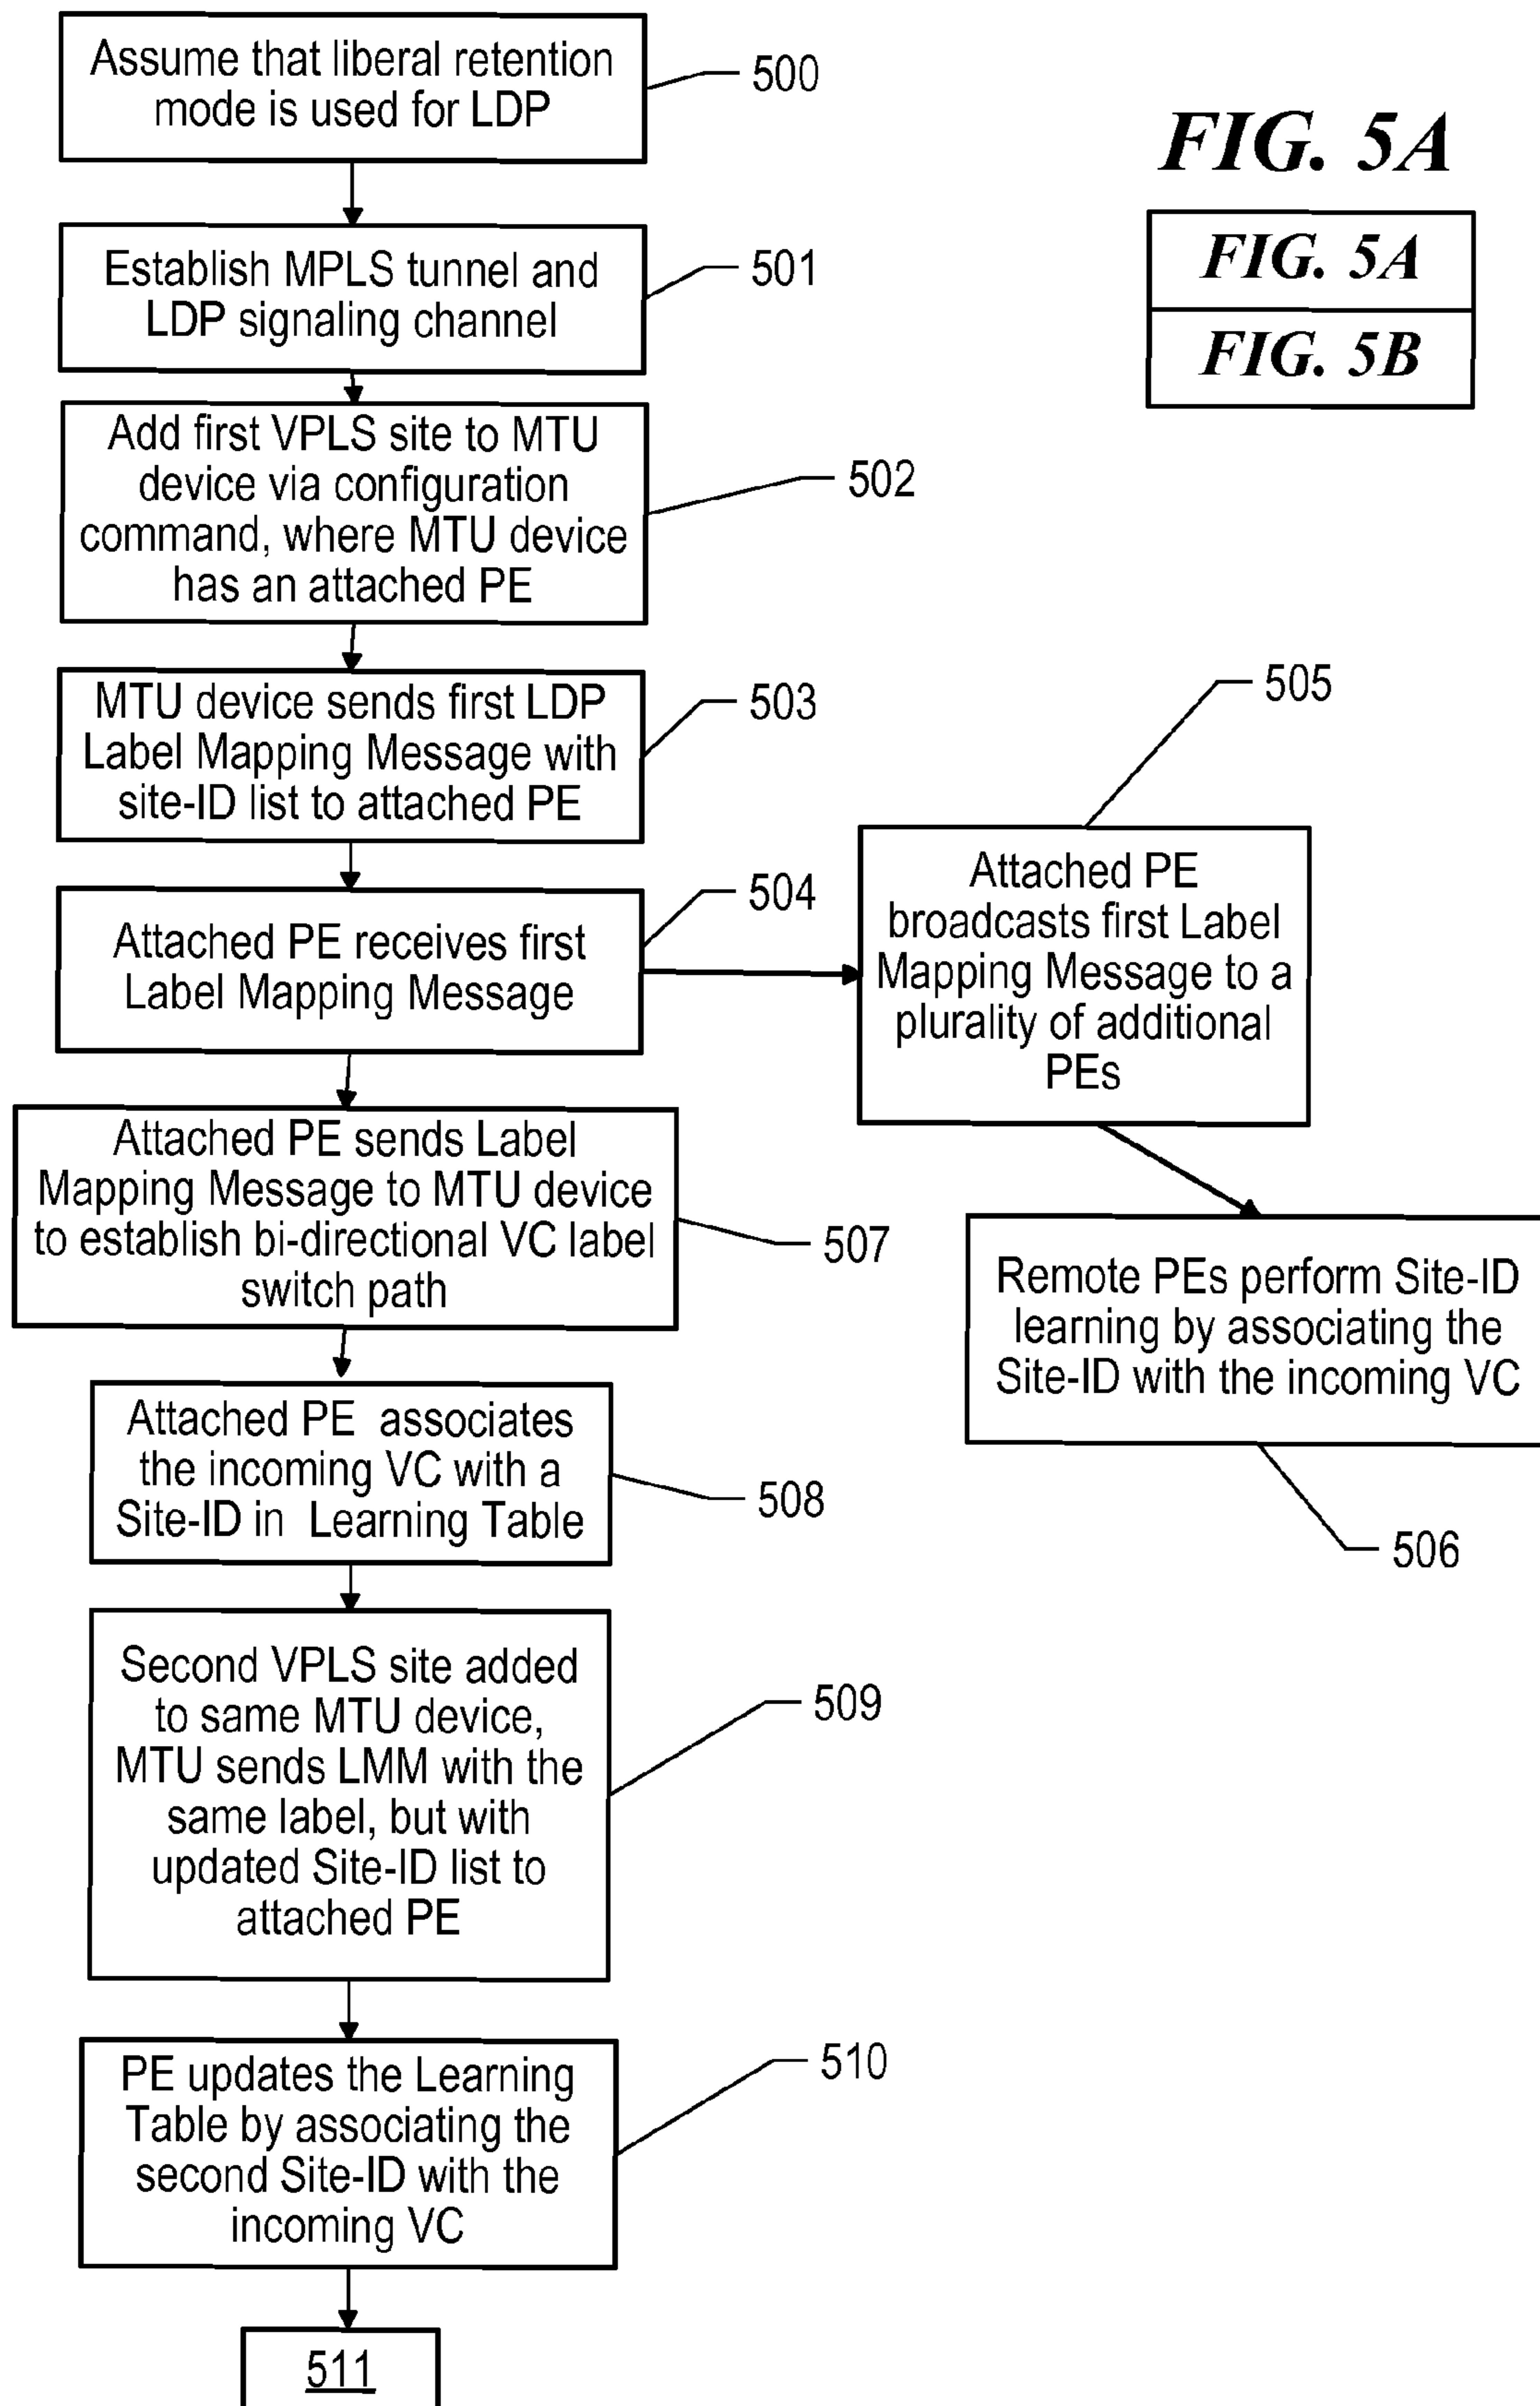 Assume that liberal retention
mode is used for LDP
500
FIG. 5A
FIG. 5A
FIG. 5B
Establish MPLS tunnel and
LDP signaling channel
501
Add first VPLS site to MTU
device via configuration
command, where MTU device
has an attached PE
502
MTU device sends first LDP
Label Mapping Message with
site-ID list to attached PE
503
Attached PE receives first
Label Mapping Message
504
505
Attached PE
broadcasts first Label
Mapping Message to a
plurality of additional
PEs
Remote PEs perform Site-ID
learning by associating the
Site-ID with the incoming VC
506
Attached PE sends Label
Mapping Message to MTU device
to establish bi-directional VC label
switch path
507
Attached PE associates
the incoming VC with a
Site-ID in Learning Table
508
Second VPLS site added
to same MTU device,
MTU sends LMM with the
same label, but with
updated Site-ID list to
attached PE
509
PE updates the Learning
Table by associating the
second Site-ID with the
incoming VC
510
511